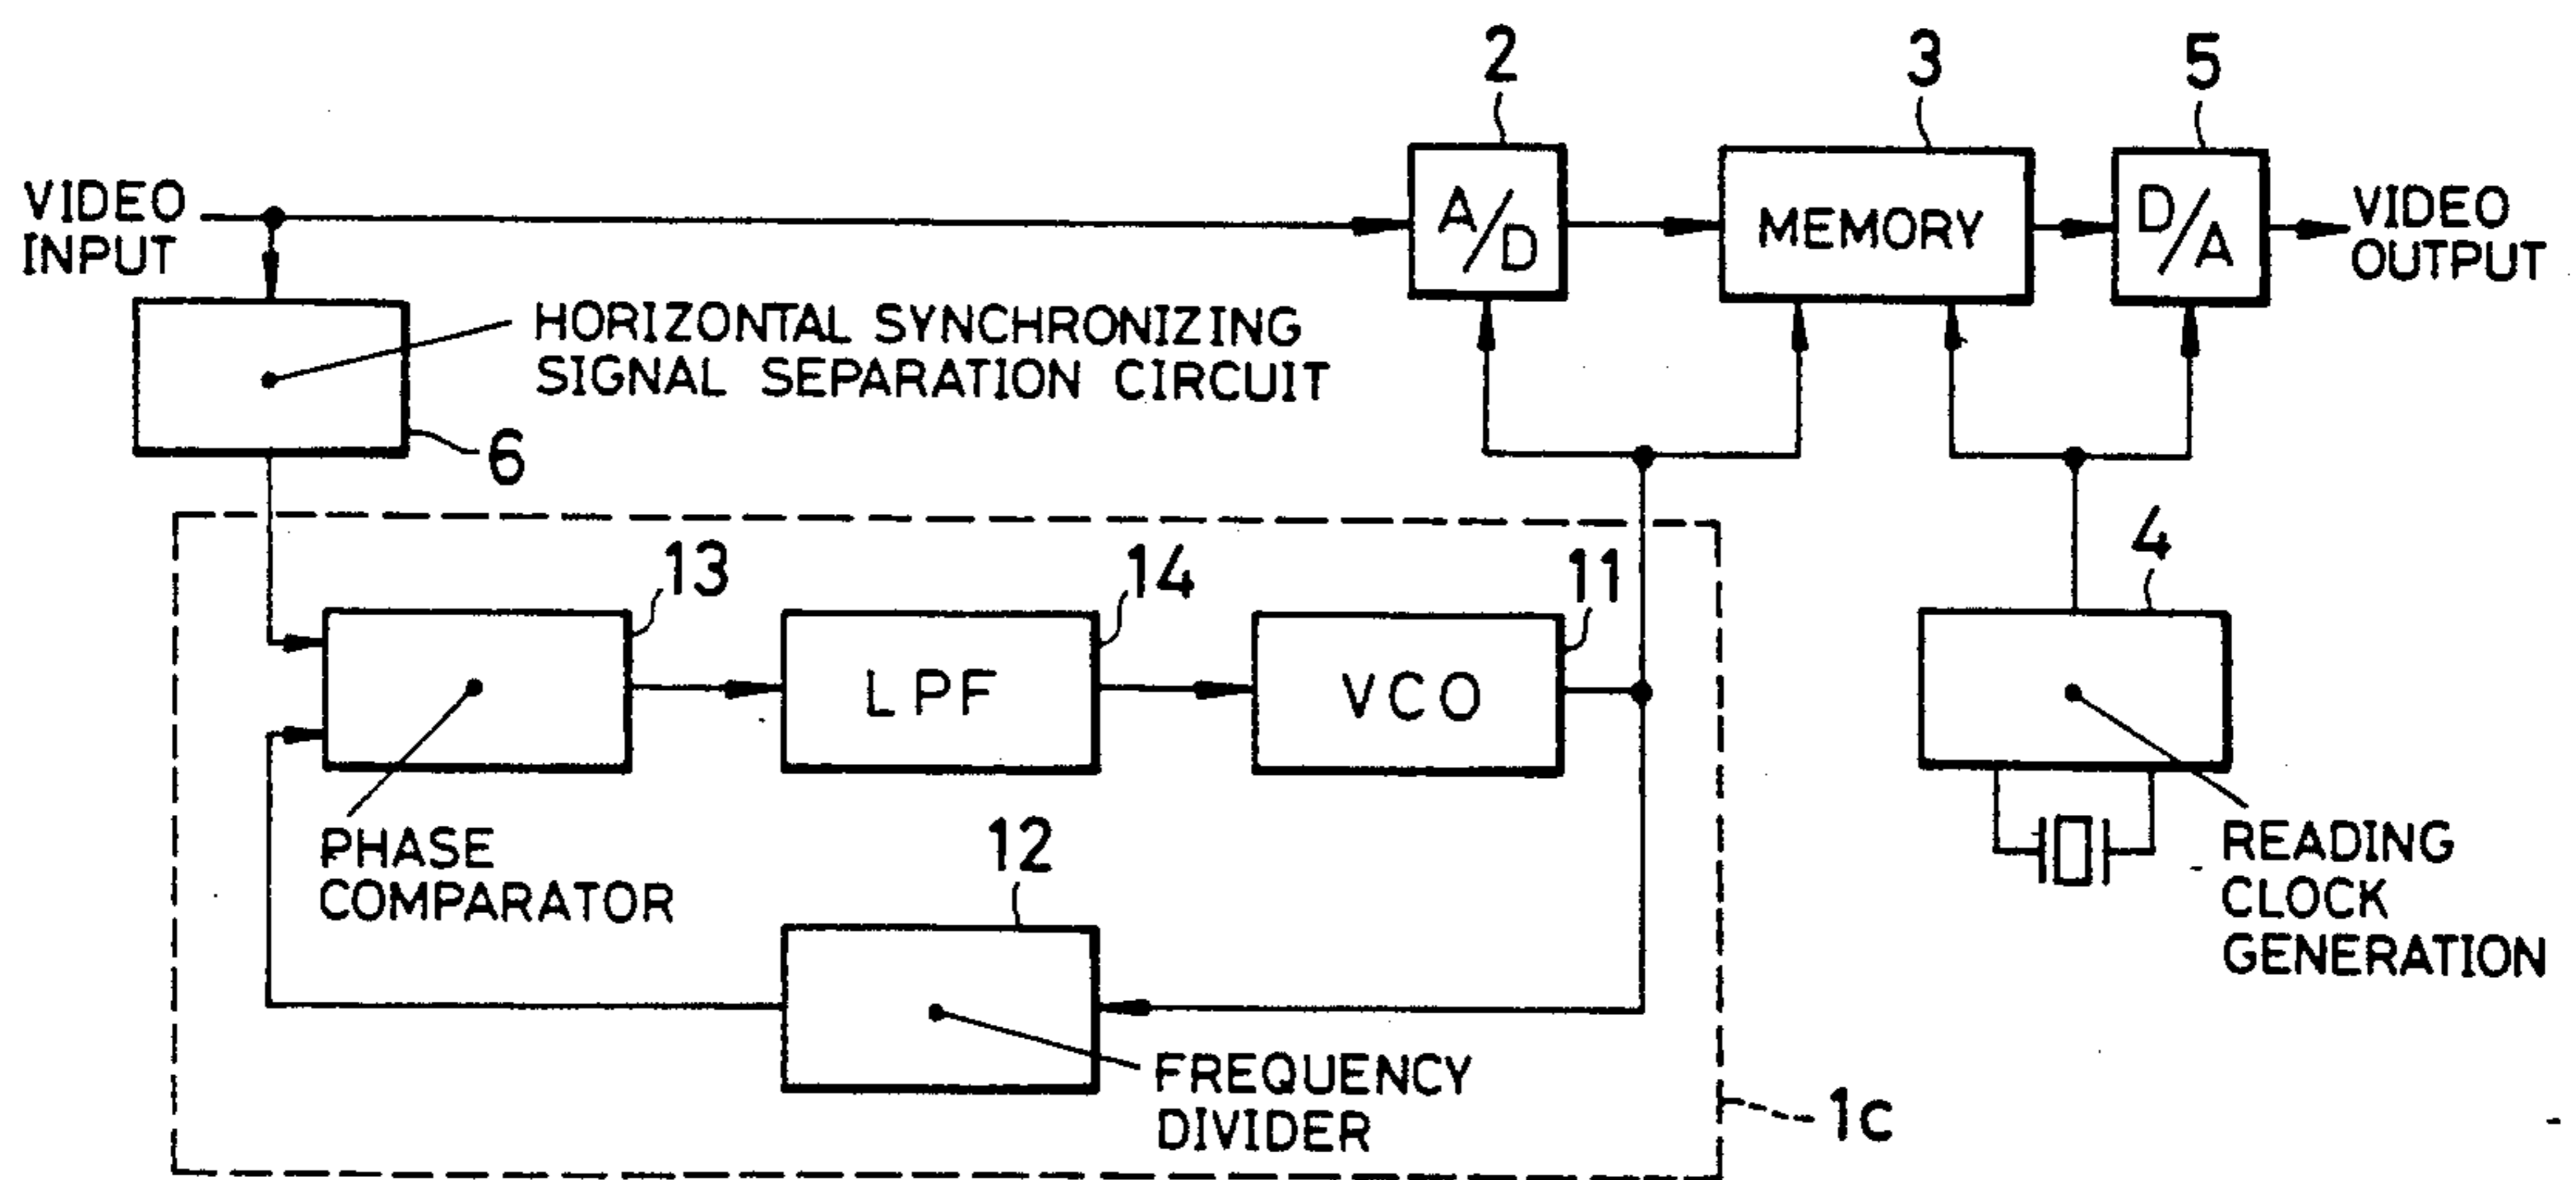 2
3
5
VIDEO
INPUT
A/D
MEMORY
D/A
VIDEO
OUTPUT
HORIZONTAL SYNCHRONIZING
SIGNAL SEPARATION CIRCUIT
6
13
14
11
4
LPF
VCO
PHASE
COMPARATOR
12
READING
CLOCK
GENERATION
FREQUENCY
DIVIDER
1c